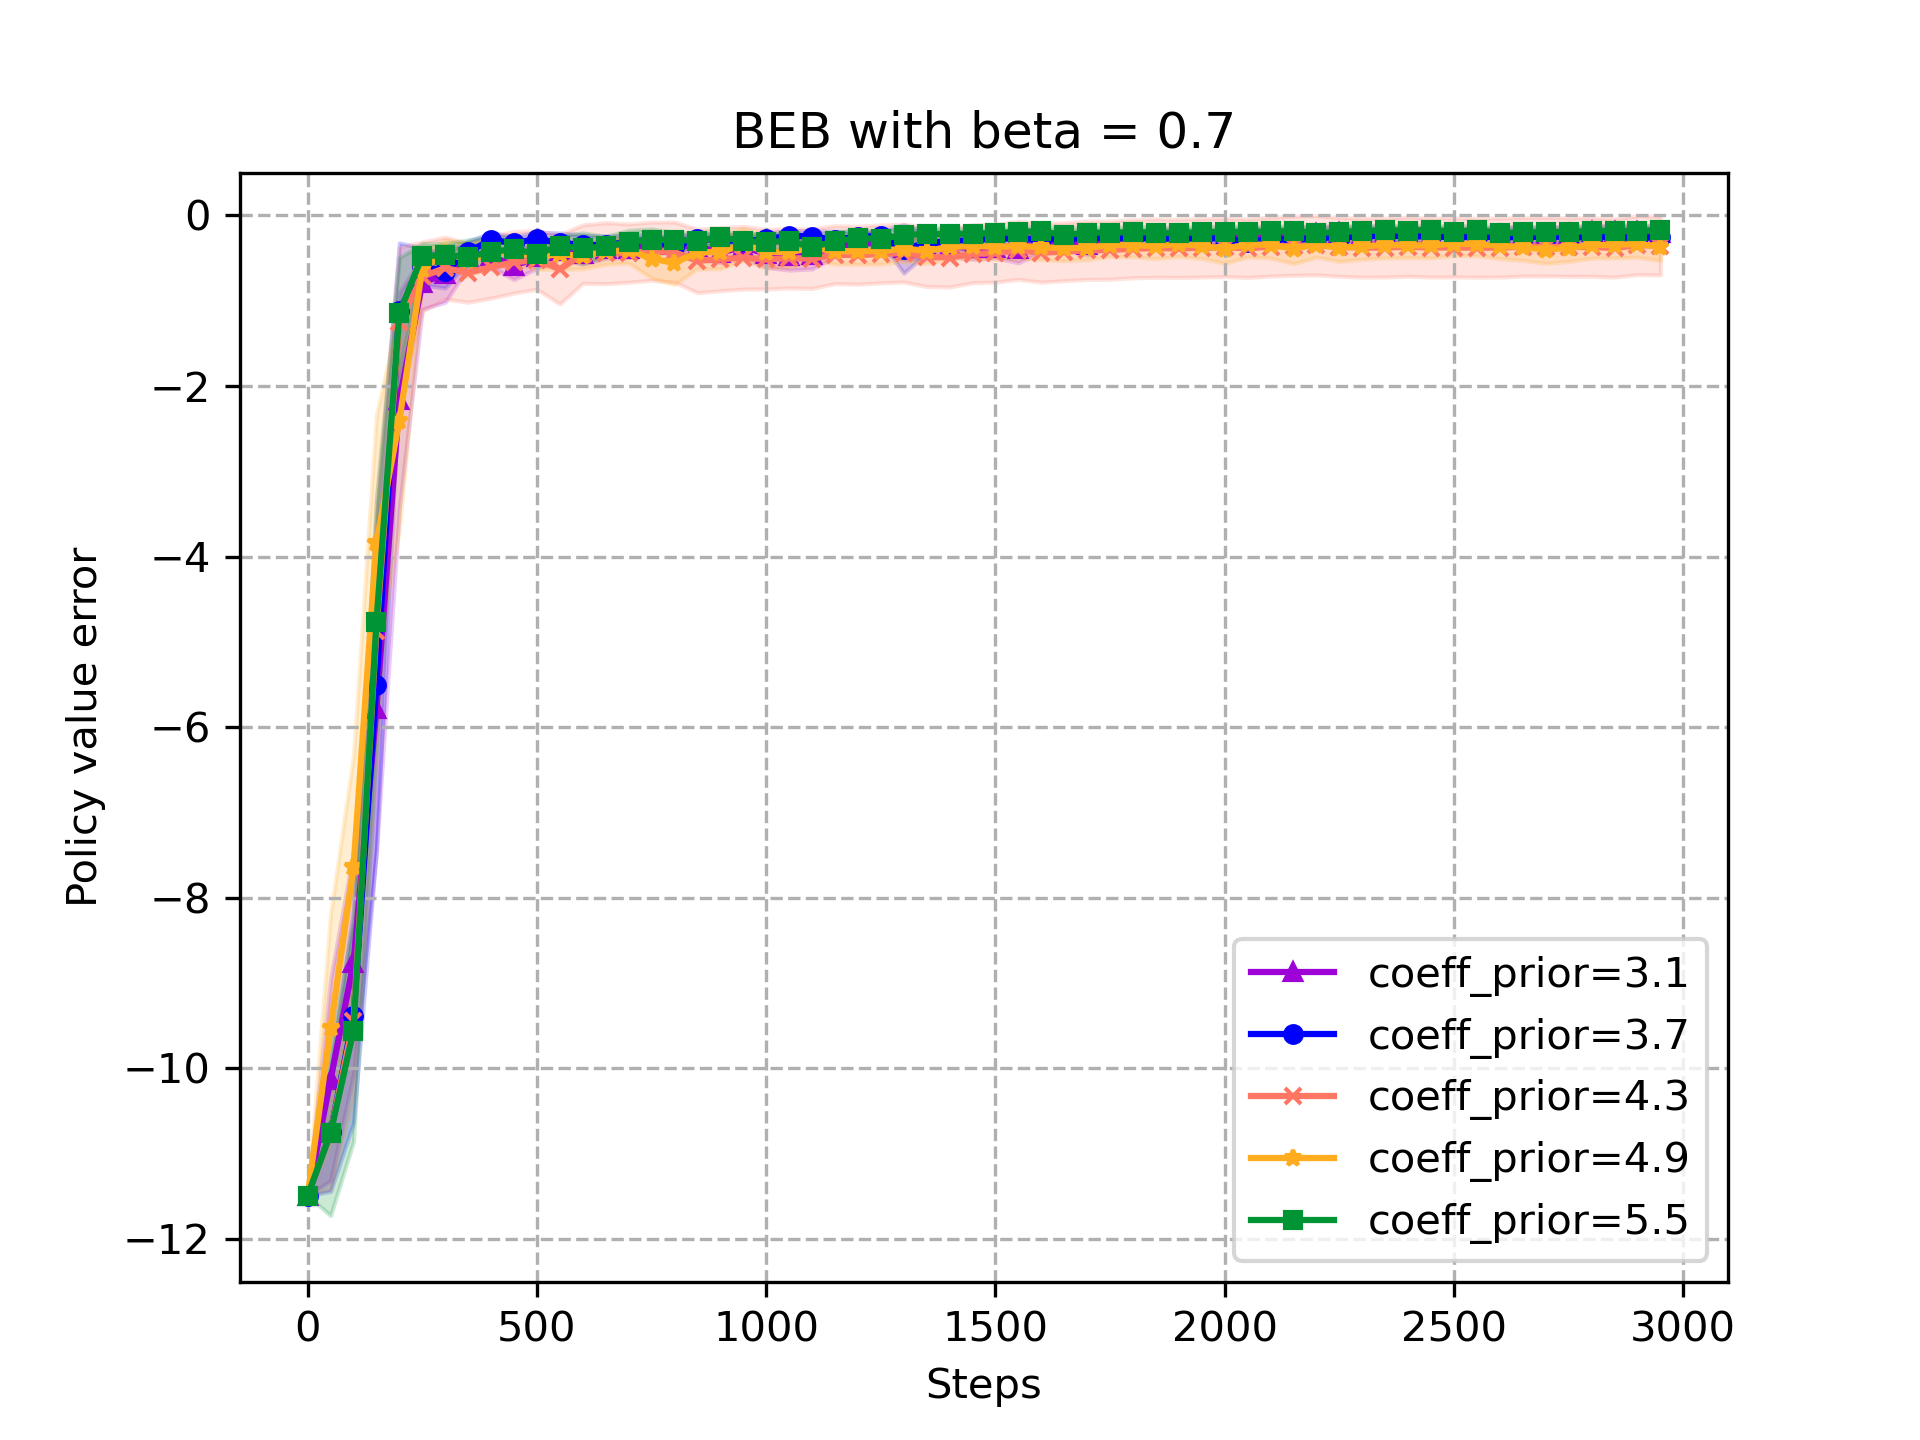 BEB with beta = 0.7
Policy value error
0
−2
−4
−6
−8
−10
−12
coeff_prior=3.1
coeff_prior=3.7
coeff_prior=4.3
coeff_prior=4.9
coeff_prior=5.5
0 500 1000 1500 2000 2500 3000
Steps